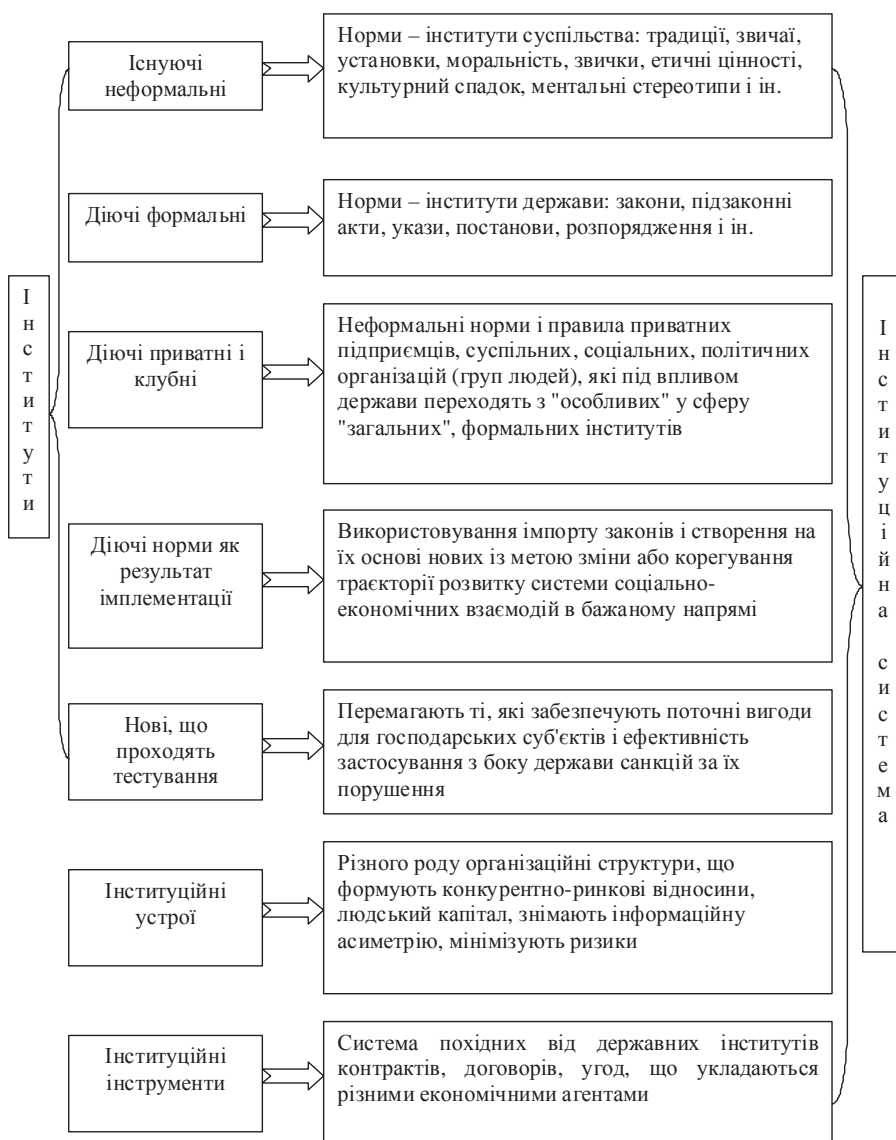 Існуючі
неформальні
Норми – інститути суспільства: традиції, звичаї,
установки, моральність, звички, етичні цінності,
культурний спадок, ментальні стереотипи і ін.
Діючі формальні
Норми – інститути держави: закони, підзаконні
акти, укази, постанови, розпорядження і ін.
Інститути
Діючі приватні і
клубні
Неформальні норми і правила приватних
підприємців, суспільних, соціальних, політичних
організацій (груп людей), які під впливом
держави переходять з "особливих" у сферу
"загальних", формальних інститутів
Інституційна система
Діючі норми як
результат
імплементації
Використовування імпорту законів і створення на
їх основі нових із метою зміни або корегування
траєкторії розвитку системи соціально-
економічних взаємодій в бажаному напрямі
Нові, що
проходять
тестування
Перемагають ті, які забезпечують поточні вигоди
для господарських суб'єктів і ефективність
застосування з боку держави санкцій за їх
порушення
Інституційні
устрої
Різного роду організаційні структури, що
формують конкурентно-ринкові відносини,
людський капітал, знімають інформаційну
асиметрію, мінімізують ризики
Інституційні
інструменти
Система похідних від державних інститутів
контрактів, договорів, угод, що укладаються
різними економічними агентами